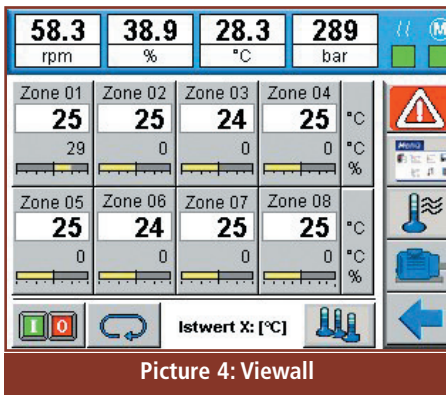 58.3 38.9 28.3 289
rpm % °C bar
M
Zone 01 Zone 02 Zone 03 Zone 04
25 25 24 25 °C
29 0 0 0 °C
%
Menü
Zone 05 Zone 06 Zone 07 Zone 08
25 24 25 25 °C
0 0 0 0 °C
%
I 0 Istwert X: [°C]
Picture 4: Viewall